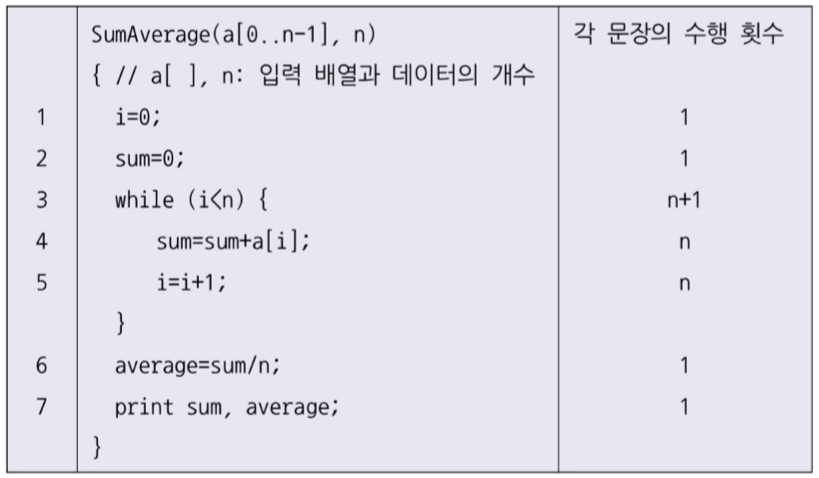 SumAverage(a[0..n-1], n) 각 문장의 수행 횟수
{ // a[ ], n: 입력 배열과 데이터의 개수
1 i=0; 1
2 sum=0; 1
3 while (i<n) { n+1
4 sum=sum+a[i]; n
5 i=i+1; n
}
6 average=sum/n; 1
7 print sum, average; 1
}